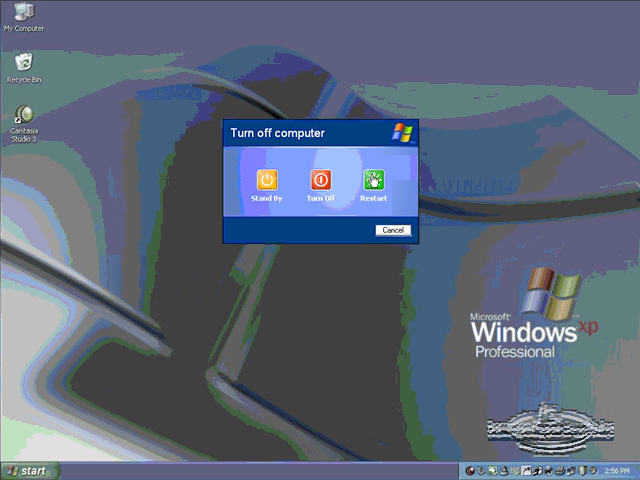 My Computer
Recycle Bin
Camtasia
Studio 3
Turn off computer
Stand By
Turn Off
Restart
Cancel
Microsoft
Windows xp
Professional
start
2:56 PM